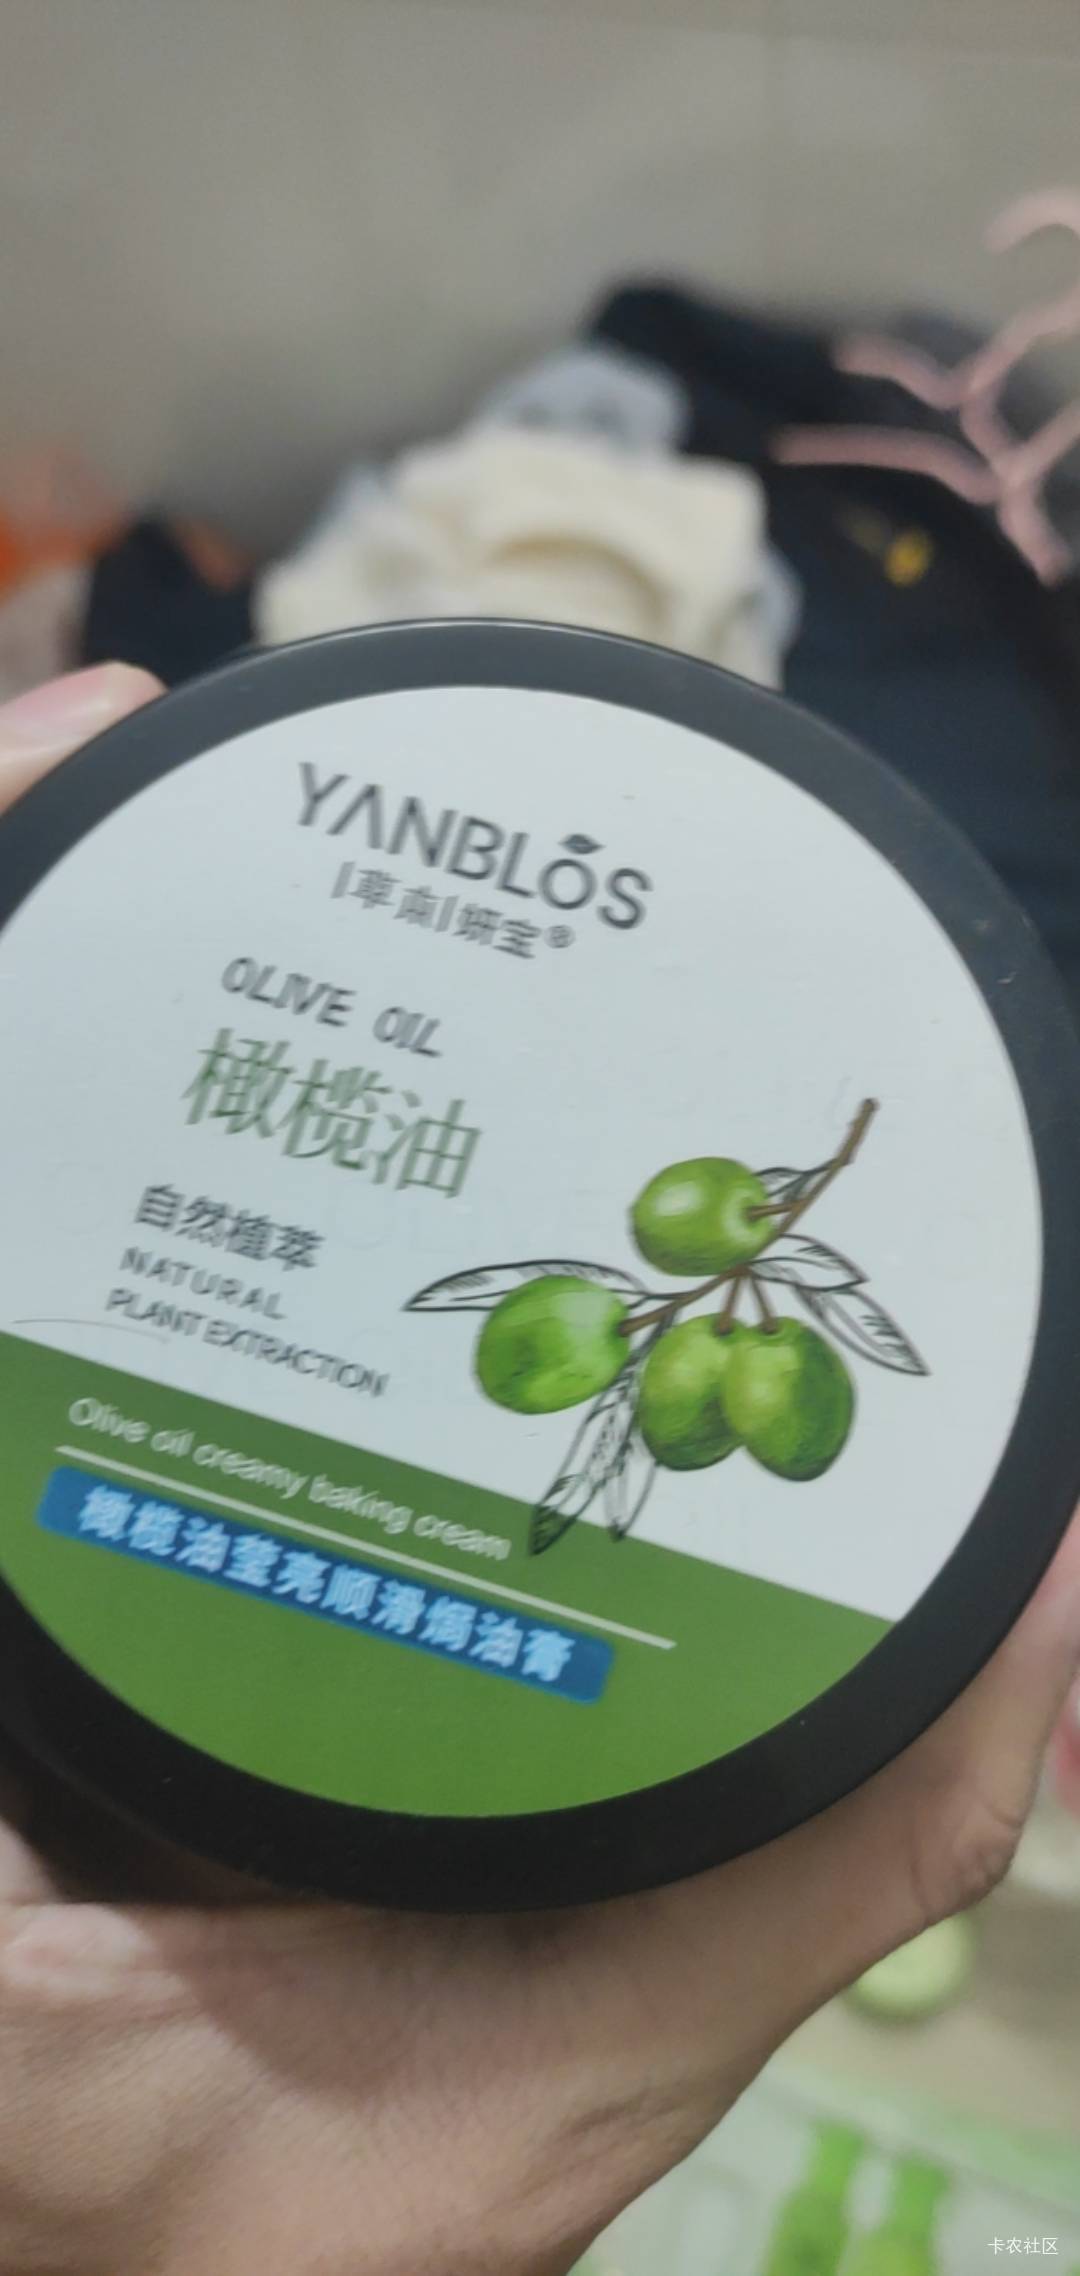 YANBLOS
|草本|妍宝®
OLIVE OIL
橄榄油
自然植萃
NATURAL
PLANT EXTRACTION
Olive oil creamy baking cream
橄榄油莹亮顺滑焗油膏
卡农社区